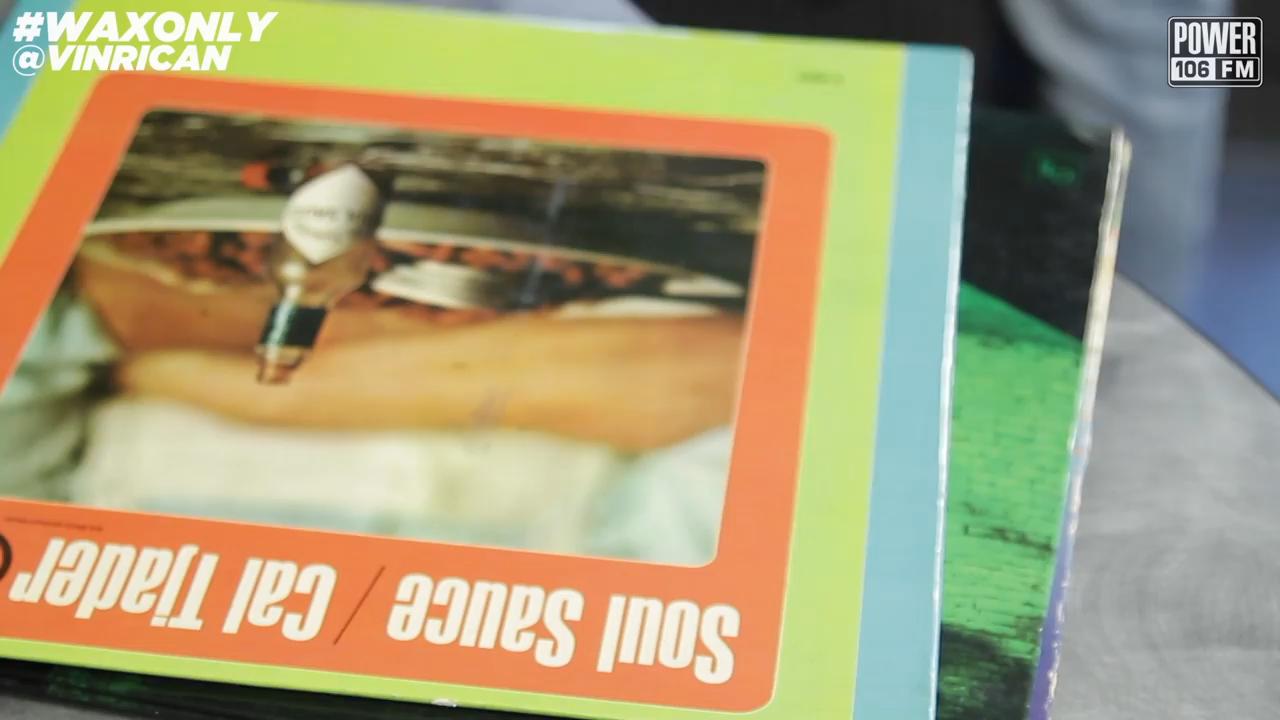 #WAXONLY
@VINRICAN
POWER
106 FM
Soul Sauce / Cal Tjader